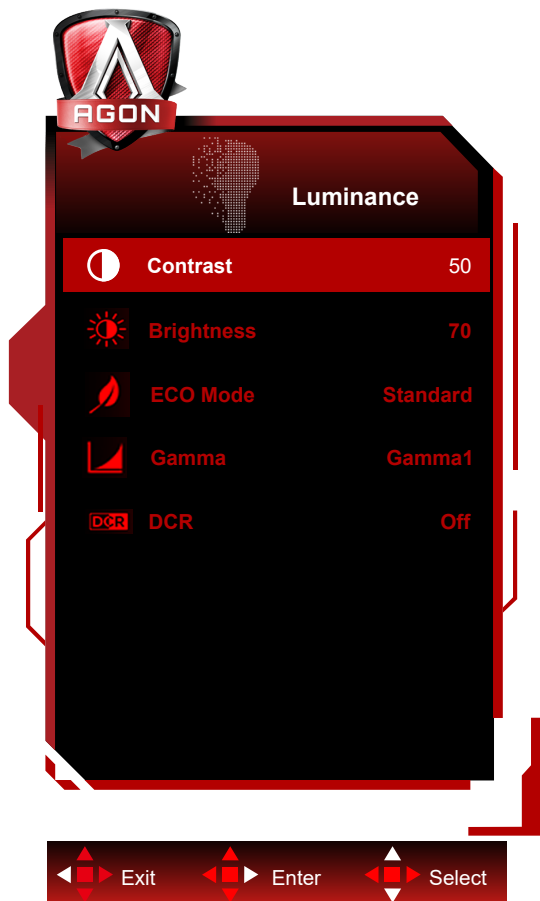 AGON
Luminance
Contrast 50
Brightness 70
ECO Mode Standard
Gamma Gamma1
DCR DCR Off
Exit Enter Select